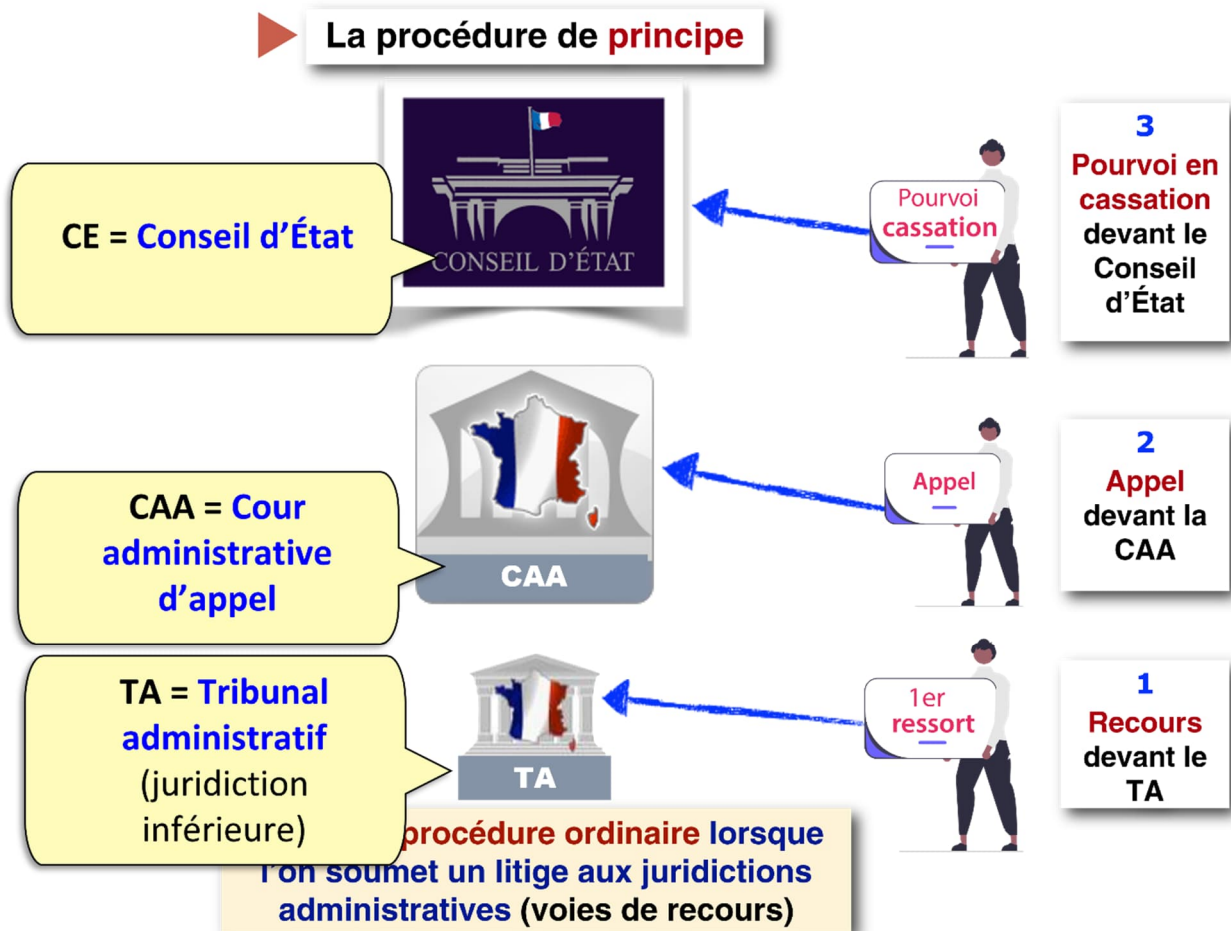 La procédure de principe
CE = Conseil d'État
CONSEIL D'ÉTAT
Pourvoi
cassation
3
Pourvoi en
cassation
devant le
Conseil
d'État
CAA = Cour
administrative
d'appel
CAA
Appel
2
Appel
devant la
CAA
TA = Tribunal
administratif
(juridiction
inférieure)
TA
1er
ressort
1
Recours
devant le
TA
procédure ordinaire lorsque
l'on soumet un litige aux juridictions
administratives (voies de recours)